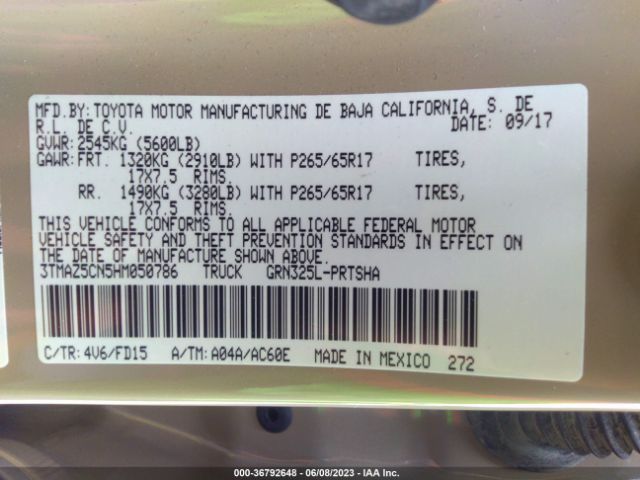 MFD.BY:TOYOTA MOTOR MANUFACTURING DE BAJA CALIFORNIA, S. DE
R.L. DE C.V. DATE: 09/17
GVWR:2545KG (5600LB)
GAWR:FRT. 1320KG (2910LB) WITH P265/65R17 TIRES,
17X7.5 RIMS.
RR. 1490KG (3280LB) WITH P265/65R17 TIRES,
17X7.5 RIMS.
THIS VEHICLE CONFORMS TO ALL APPLICABLE FEDERAL MOTOR
VEHICLE SAFETY AND THEFT PREVENTION STANDARDS IN EFFECT ON
THE DATE OF MANUFACTURE SHOWN ABOVE.
3TMAZ5CN5HM050786 TRUCK GRN325L-PRTSHA
C/TR: 4V6/FD15 A/TM: A04A/AC60E MADE IN MEXICO 272
000-36792648 - 06/08/2023 - IAA Inc.